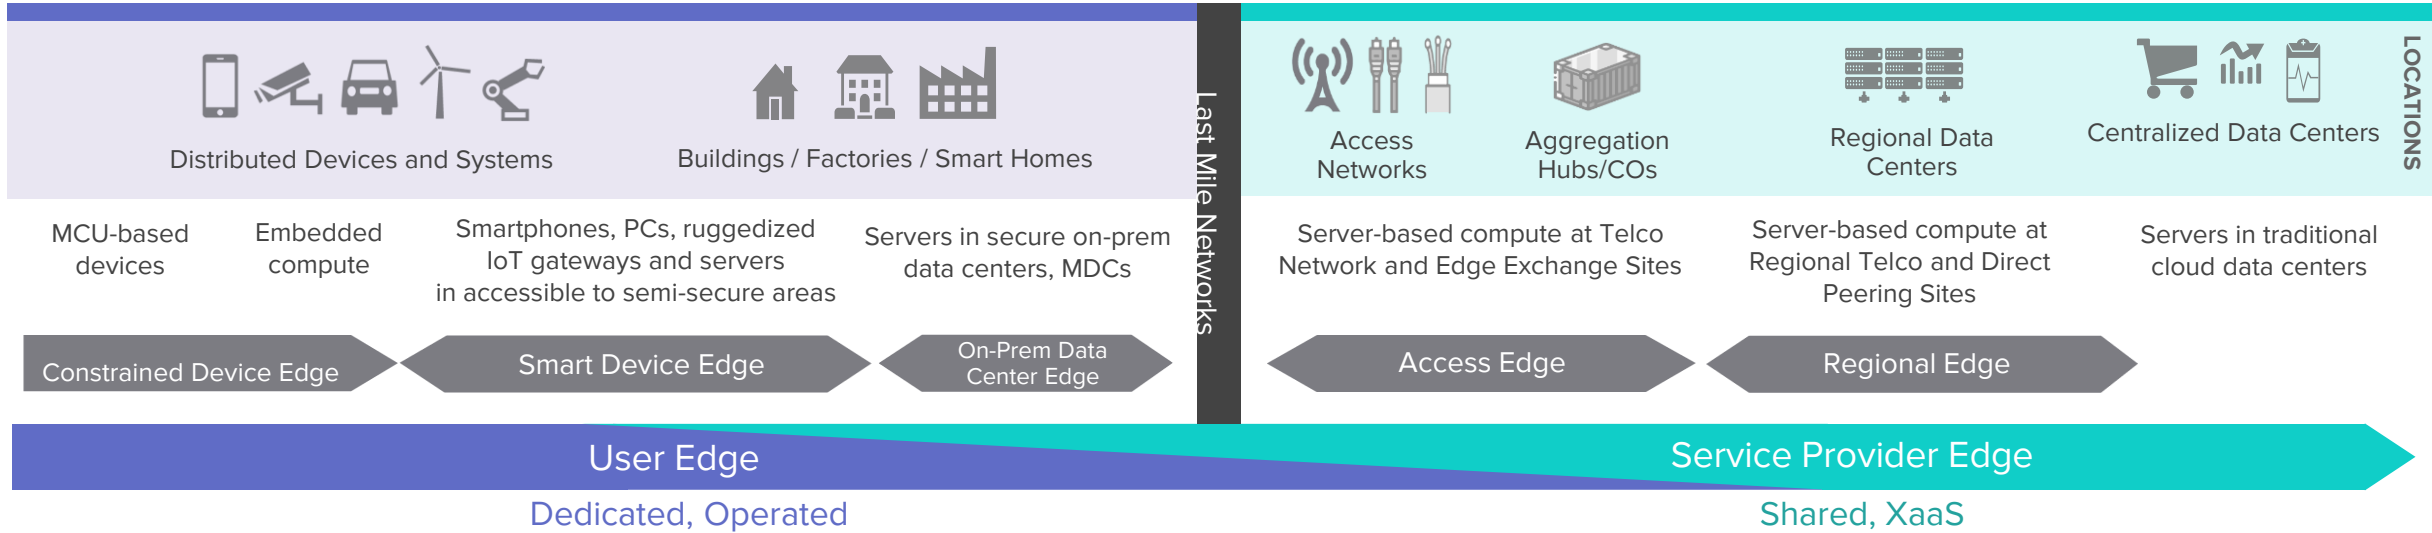 Distributed Devices and Systems
Buildings / Factories / Smart Homes
Last Mile Networks
Access
Networks
Aggregation
Hubs/COs
Regional Data
Centers
Centralized Data Centers
LOCATIONS
MCU-based
devices
Embedded
compute
Smartphones, PCs, ruggedized
IoT gateways and servers
in accessible to semi-secure areas
Servers in secure on-prem
data centers, MDCs
Server-based compute at Telco
Network and Edge Exchange Sites
Server-based compute at
Regional Telco and Direct
Peering Sites
Servers in traditional
cloud data centers
Constrained Device Edge
Smart Device Edge
On-Prem Data
Center Edge
Access Edge
Regional Edge
User Edge
Service Provider Edge
Dedicated, Operated
Shared, XaaS